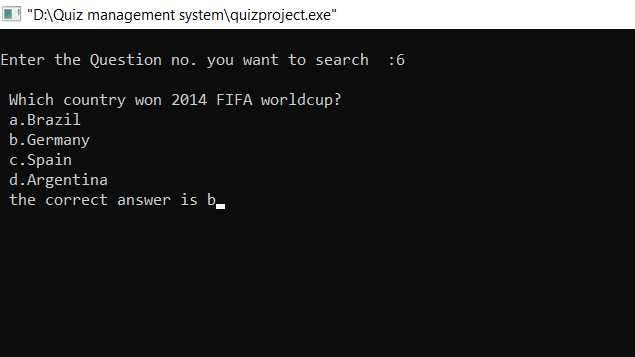 "D:\Quiz management system\quizproject.exe"
Enter the Question no. you want to search  :6
Which country won 2014 FIFA worldcup?
a.Brazil
b.Germany
c.Spain
d.Argentina
the correct answer is b